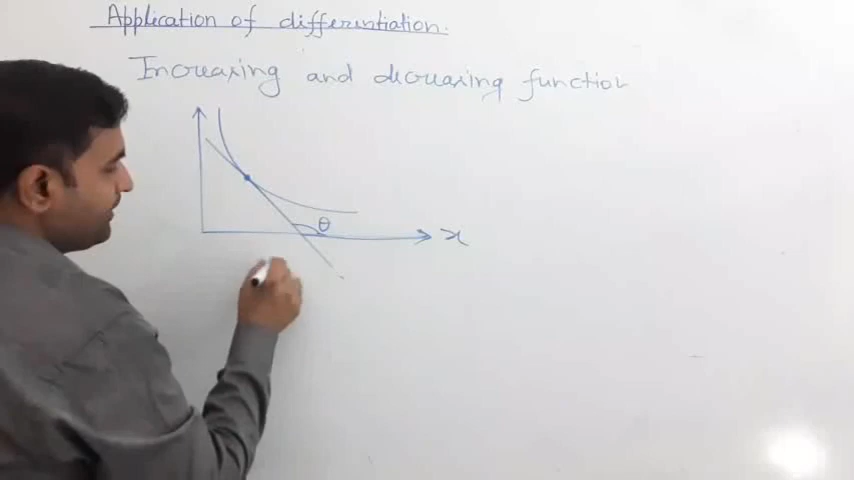 Application of differentiation.
Increasing and decreasing function
θ
x